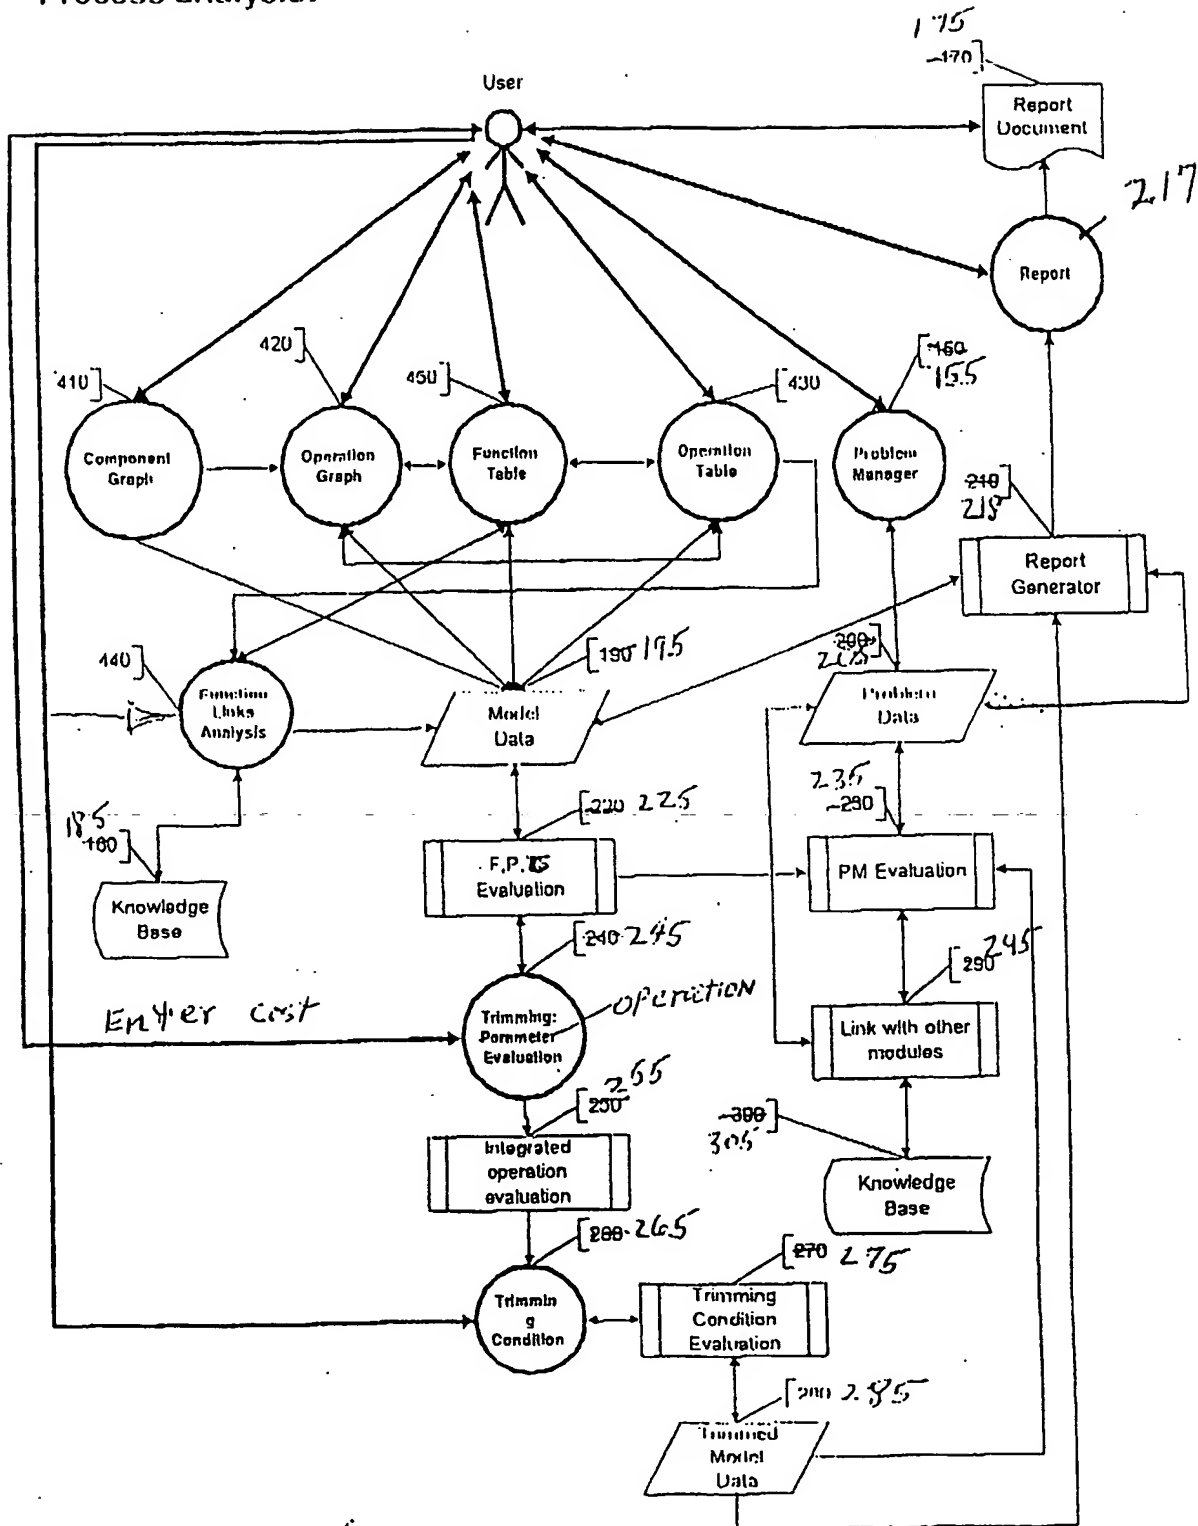 Process analysis.
175
170
User
Report
Document
217
Report
420
410
450
430
160
155
Component
Graph
Operation
Graph
Function
Table
Operation
Table
Problem
Manager
210
Report
Generator
440
190 195
200
Function
Links
Analysis
Model
Data
Problem
Data
235
230
185
180
220 225
F.P.
Evaluation
PM Evaluation
Knowledge
Base
240 245
245
290
Operation
Enter cost
Trimming:
Parameter
Evaluation
Link with other
modules
255
250
300
305
Integrated
operation
evaluation
Knowledge
Base
260 265
270 275
Trimmin
g
Condition
Trimming
Condition
Evaluation
280 285
Trimmed
Model
Data